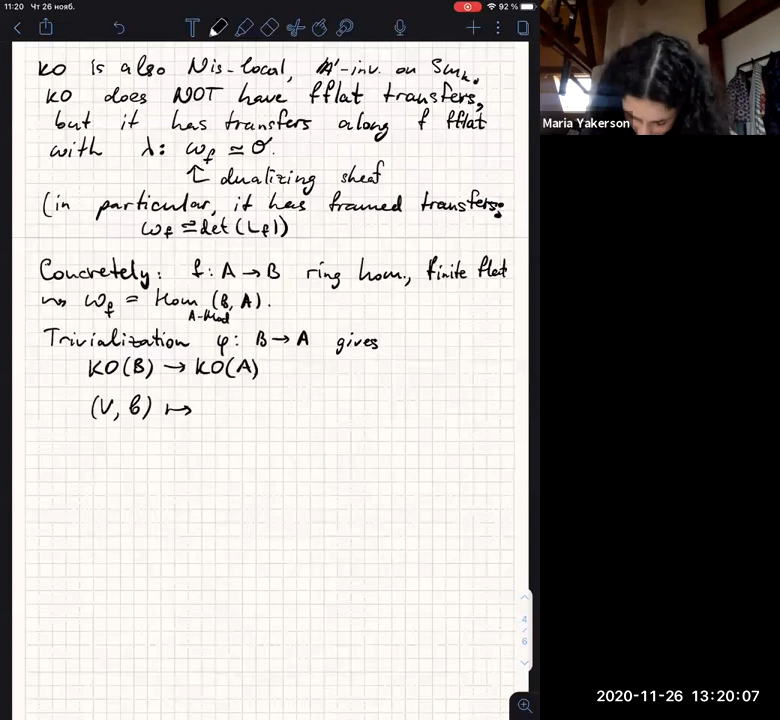 11:20 Чт 26 нояб.
92 %
KO is also Nis-local, A¹-inv. on Smₖ.
KO does NOT have fflat transfers,
but it has transfers along f fflat
with λ: ω_f ≃ O.
↑ dualizing sheaf
(in particular, it has framed transfers:
ω_f ≃ det(L_f))
Concretely: f: A → B ring hom., finite flat
⇝ ω_f = Hom_{A-Mod}(B, A).
Trivialization φ: B → A gives
KO(B) → KO(A)
(V, b) ↦
4
/
6
Maria Yakerson
2020-11-26 13:20:07